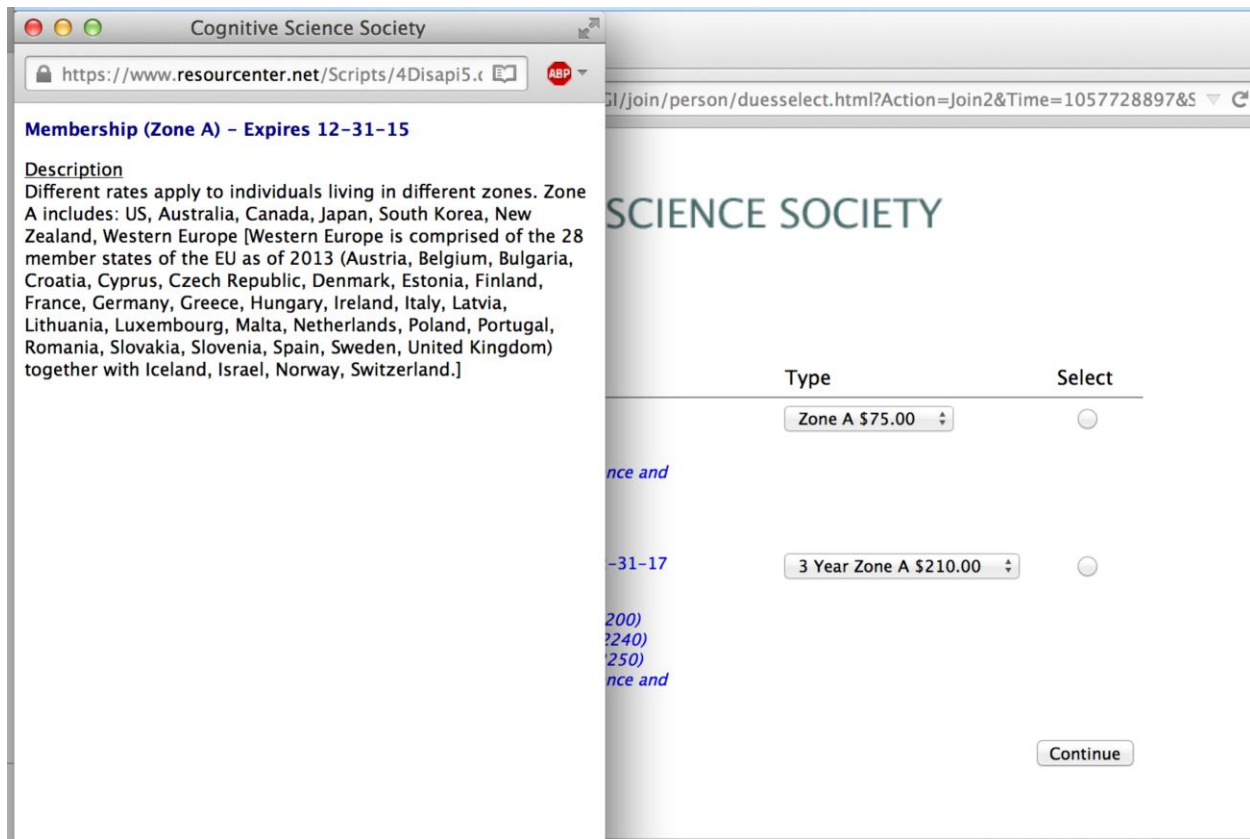 Cognitive Science Society
https://www.resourcenter.net/Scripts/4Disapi5.
ABP
Membership (Zone A) – Expires 12-31-15
Description
Different rates apply to individuals living in different zones. Zone
A includes: US, Australia, Canada, Japan, South Korea, New
Zealand, Western Europe [Western Europe is comprised of the 28
member states of the EU as of 2013 (Austria, Belgium, Bulgaria,
Croatia, Cyprus, Czech Republic, Denmark, Estonia, Finland,
France, Germany, Greece, Hungary, Ireland, Italy, Latvia,
Lithuania, Luxembourg, Malta, Netherlands, Poland, Portugal,
Romania, Slovakia, Slovenia, Spain, Sweden, United Kingdom)
together with Iceland, Israel, Norway, Switzerland.]
GI/join/person/duesselect.html?Action=Join2&Time=1057728897&S
SCIENCE SOCIETY
Type Select
Zone A $75.00
nce and
-31-17
3 Year Zone A $210.00
200)
2240)
250)
nce and
Continue